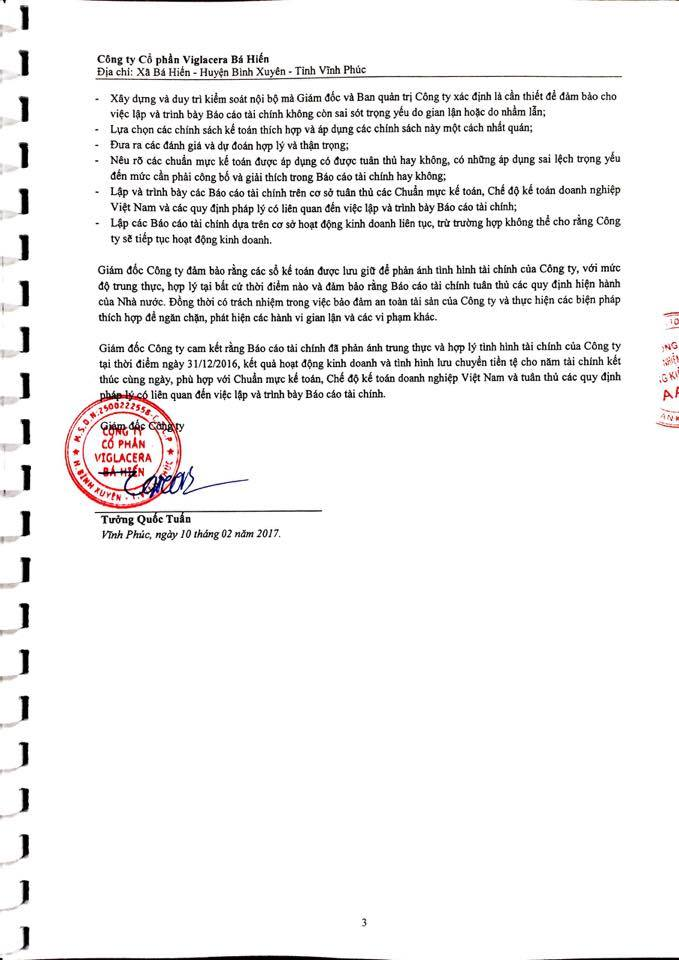 Công ty Cổ phần Viglacera Bá Hiến
Địa chỉ: Xã Bá Hiến - Huyện Bình Xuyên - Tỉnh Vĩnh Phúc
- Xây dựng và duy trì kiểm soát nội bộ mà Giám đốc và Ban quản trị Công ty xác định là cần thiết để đảm bảo cho
việc lập và trình bày Báo cáo tài chính không còn sai sót trọng yếu do gian lận hoặc do nhầm lẫn;
- Lựa chọn các chính sách kế toán thích hợp và áp dụng các chính sách này một cách nhất quán;
- Đưa ra các đánh giá và dự đoán hợp lý và thận trọng;
- Nêu rõ các chuẩn mực kế toán được áp dụng có được tuân thủ hay không, có những áp dụng sai lệch trọng yếu
đến mức cần phải công bố và giải thích trong Báo cáo tài chính hay không;
- Lập và trình bày các Báo cáo tài chính trên cơ sở tuân thủ các Chuẩn mực kế toán, Chế độ kế toán doanh nghiệp
Việt Nam và các quy định pháp lý có liên quan đến việc lập và trình bày Báo cáo tài chính;
- Lập các Báo cáo tài chính dựa trên cơ sở hoạt động kinh doanh liên tục, trừ trường hợp không thể cho rằng Công
ty sẽ tiếp tục hoạt động kinh doanh.
Giám đốc Công ty đảm bảo rằng các sổ kế toán được lưu giữ để phản ánh tình hình tài chính của Công ty, với mức
độ trung thực, hợp lý tại bất cứ thời điểm nào và đảm bảo rằng Báo cáo tài chính tuân thủ các quy định hiện hành
của Nhà nước. Đồng thời có trách nhiệm trong việc bảo đảm an toàn tài sản của Công ty và thực hiện các biện pháp
thích hợp để ngăn chặn, phát hiện các hành vi gian lận và các vi phạm khác.
Giám đốc Công ty cam kết rằng Báo cáo tài chính đã phản ánh trung thực và hợp lý tình hình tài chính của Công ty
tại thời điểm ngày 31/12/2016, kết quả hoạt động kinh doanh và tình hình lưu chuyển tiền tệ cho năm tài chính kết
thúc cùng ngày, phù hợp với Chuẩn mực kế toán, Chế độ kế toán doanh nghiệp Việt Nam và tuân thủ các quy định
pháp lý có liên quan đến việc lập và trình bày Báo cáo tài chính.
Giám đốc Công ty
M.S.D.N:2500222558-C.T.C.P
CÔNG TY
CỔ PHẦN
VIGLACERA
BÁ HIẾN
H.BÌNH XUYÊN - T.VĨNH PHÚC
Tưởng Quốc Tuấn
Vĩnh Phúc, ngày 10 tháng 02 năm 2017.
3